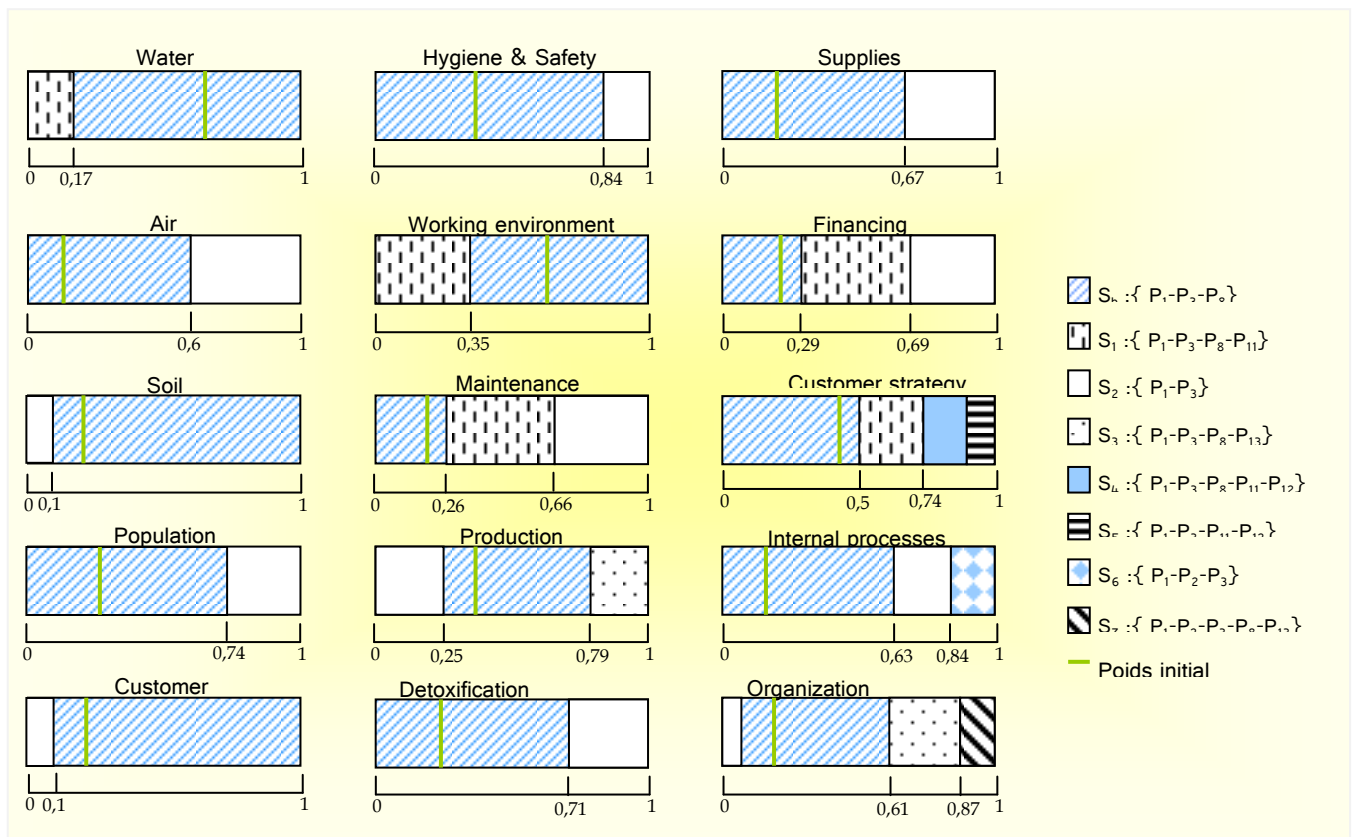 Water
0 0,17 1
Hygiene & Safety
0 0,84 1
Supplies
0 0,67 1
Air
0 0,6 1
Working environment
0 0,35 1
Financing
0 0,29 0,69 1
Soil
0 0,1 1
Maintenance
0 0,26 0,66 1
Customer strategy
0 0,5 0,74 1
Population
0 0,74 1
Production
0 0,25 0,79 1
Internal processes
0 0,63 0,84 1
Customer
0 0,1 1
Detoxification
0 0,71 1
Organization
0 0,61 0,87 1
S₁ :{ P₁-P₃-P₈-P₁₁}
S₂ :{ P₁-P₃}
S₃ :{ P₁-P₃-P₈-P₁₃}
S₄ :{ P₁-P₃-P₈-P₁₁-P₁₂}
S₆ :{ P₁-P₂-P₃}
Poids initial